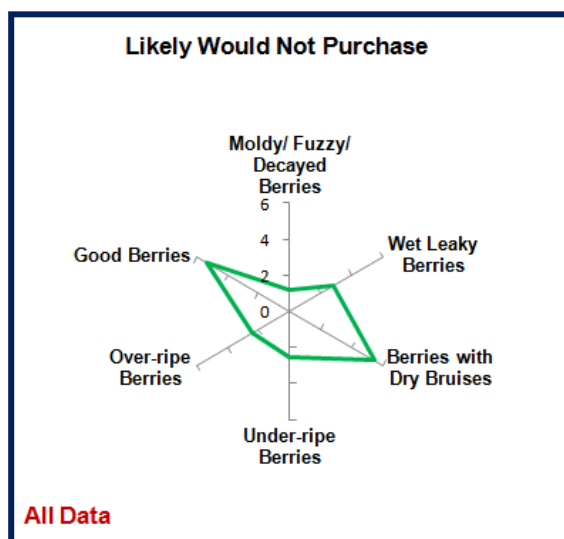 Likely Would Not Purchase
Moldy/ Fuzzy/
Decayed
Berries
6
4
2
0
Wet Leaky
Berries
Good Berries
Over-ripe
Berries
Berries with
Dry Bruises
Under-ripe
Berries
All Data